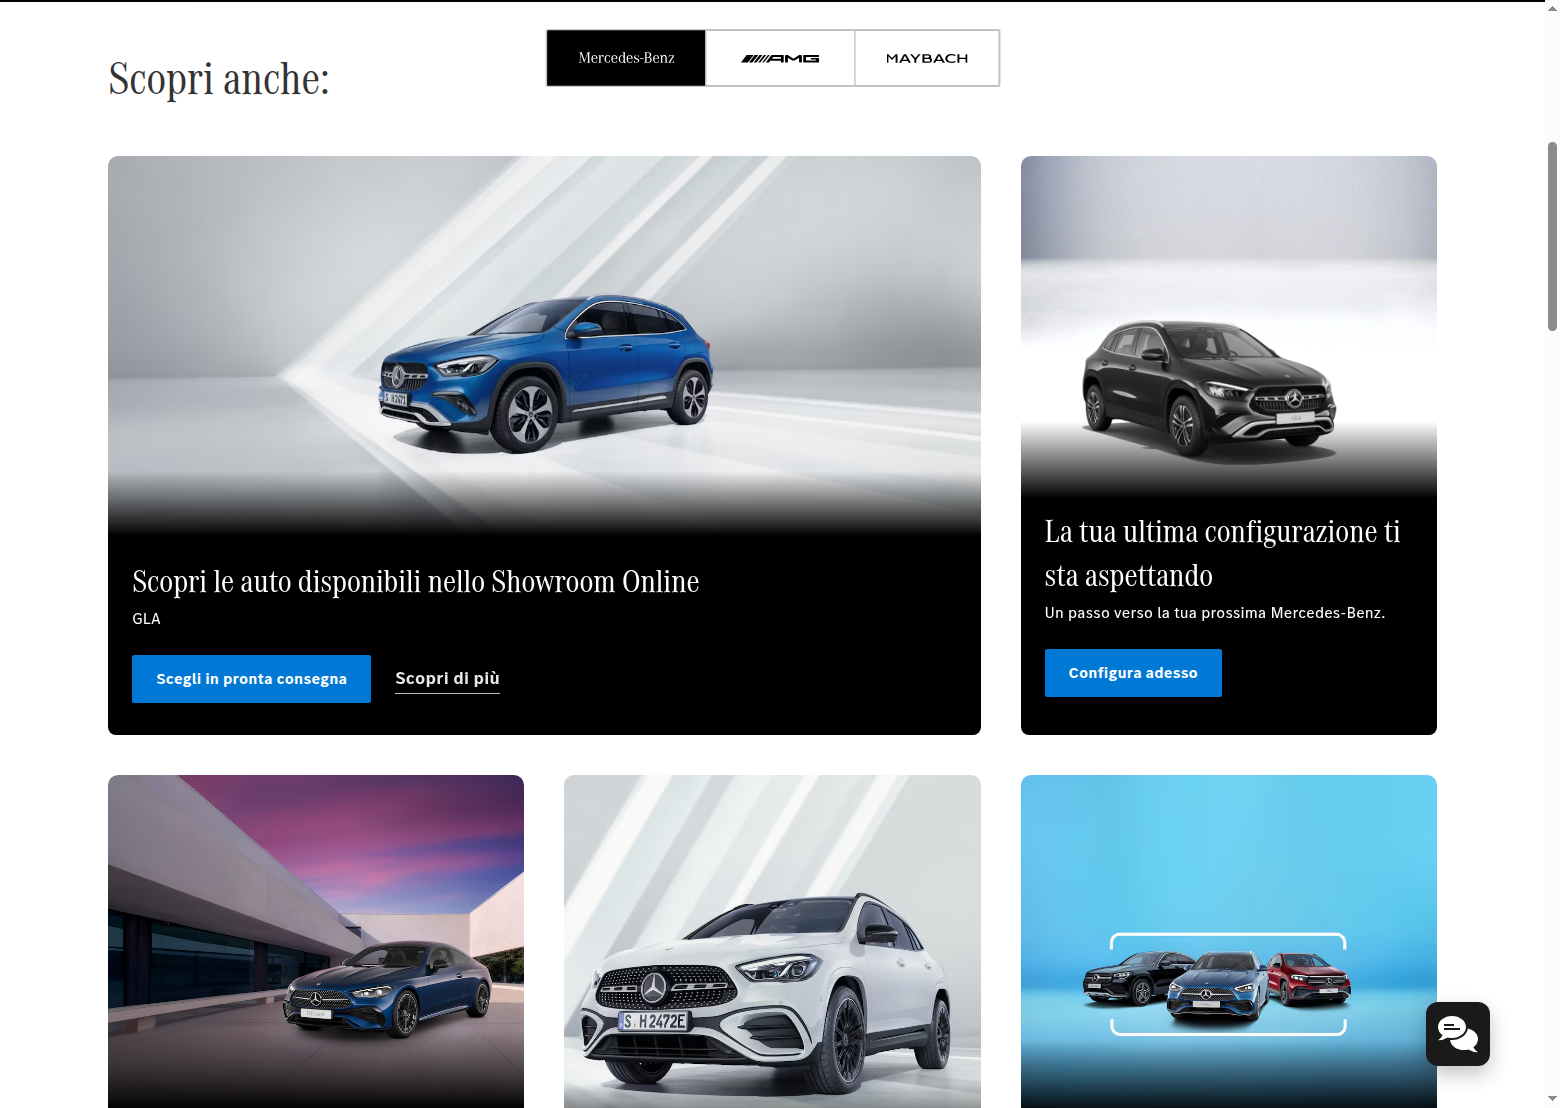 Mercedes-Benz
AMG
MAYBACH
Scopri anche:
Scopri le auto disponibili nello Showroom Online
GLA
Scegli in pronta consegna
Scopri di più
GLA
La tua ultima configurazione ti
sta aspettando
Un passo verso la tua prossima Mercedes-Benz.
Configura adesso
S H 2472E